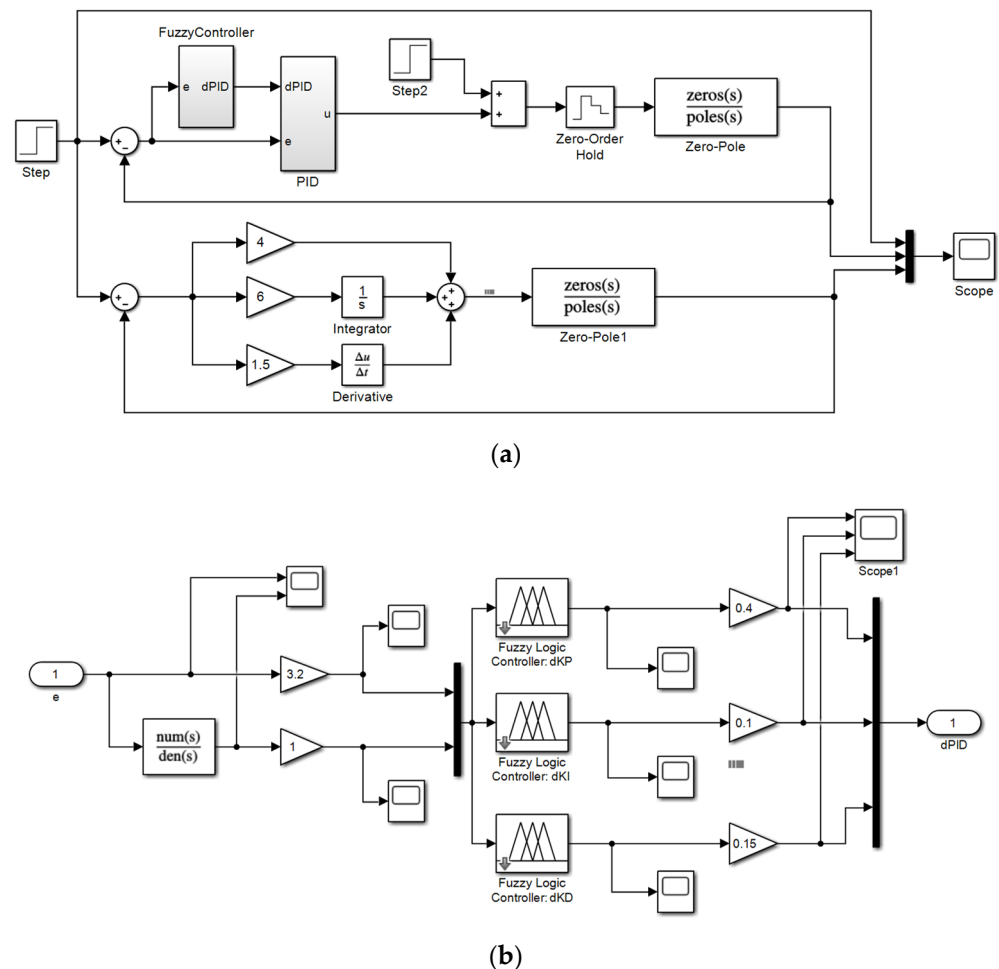 FuzzyController
e dPID
dPID
e
u
PID
Step2
+
+
Zero-Order
Hold
zeros(s)
poles(s)
Zero-Pole
Step
+
−
4
6
1.5
1
s
Integrator
Δu
Δt
Derivative
+
−
+
+
+
zeros(s)
poles(s)
Zero-Pole1
Scope
(a)
1
e
num(s)
den(s)
3.2
1
Fuzzy Logic
Controller: dKP
Fuzzy Logic
Controller: dKI
Fuzzy Logic
Controller: dKD
0.4
0.1
0.15
Scope1
1
dPID
(b)